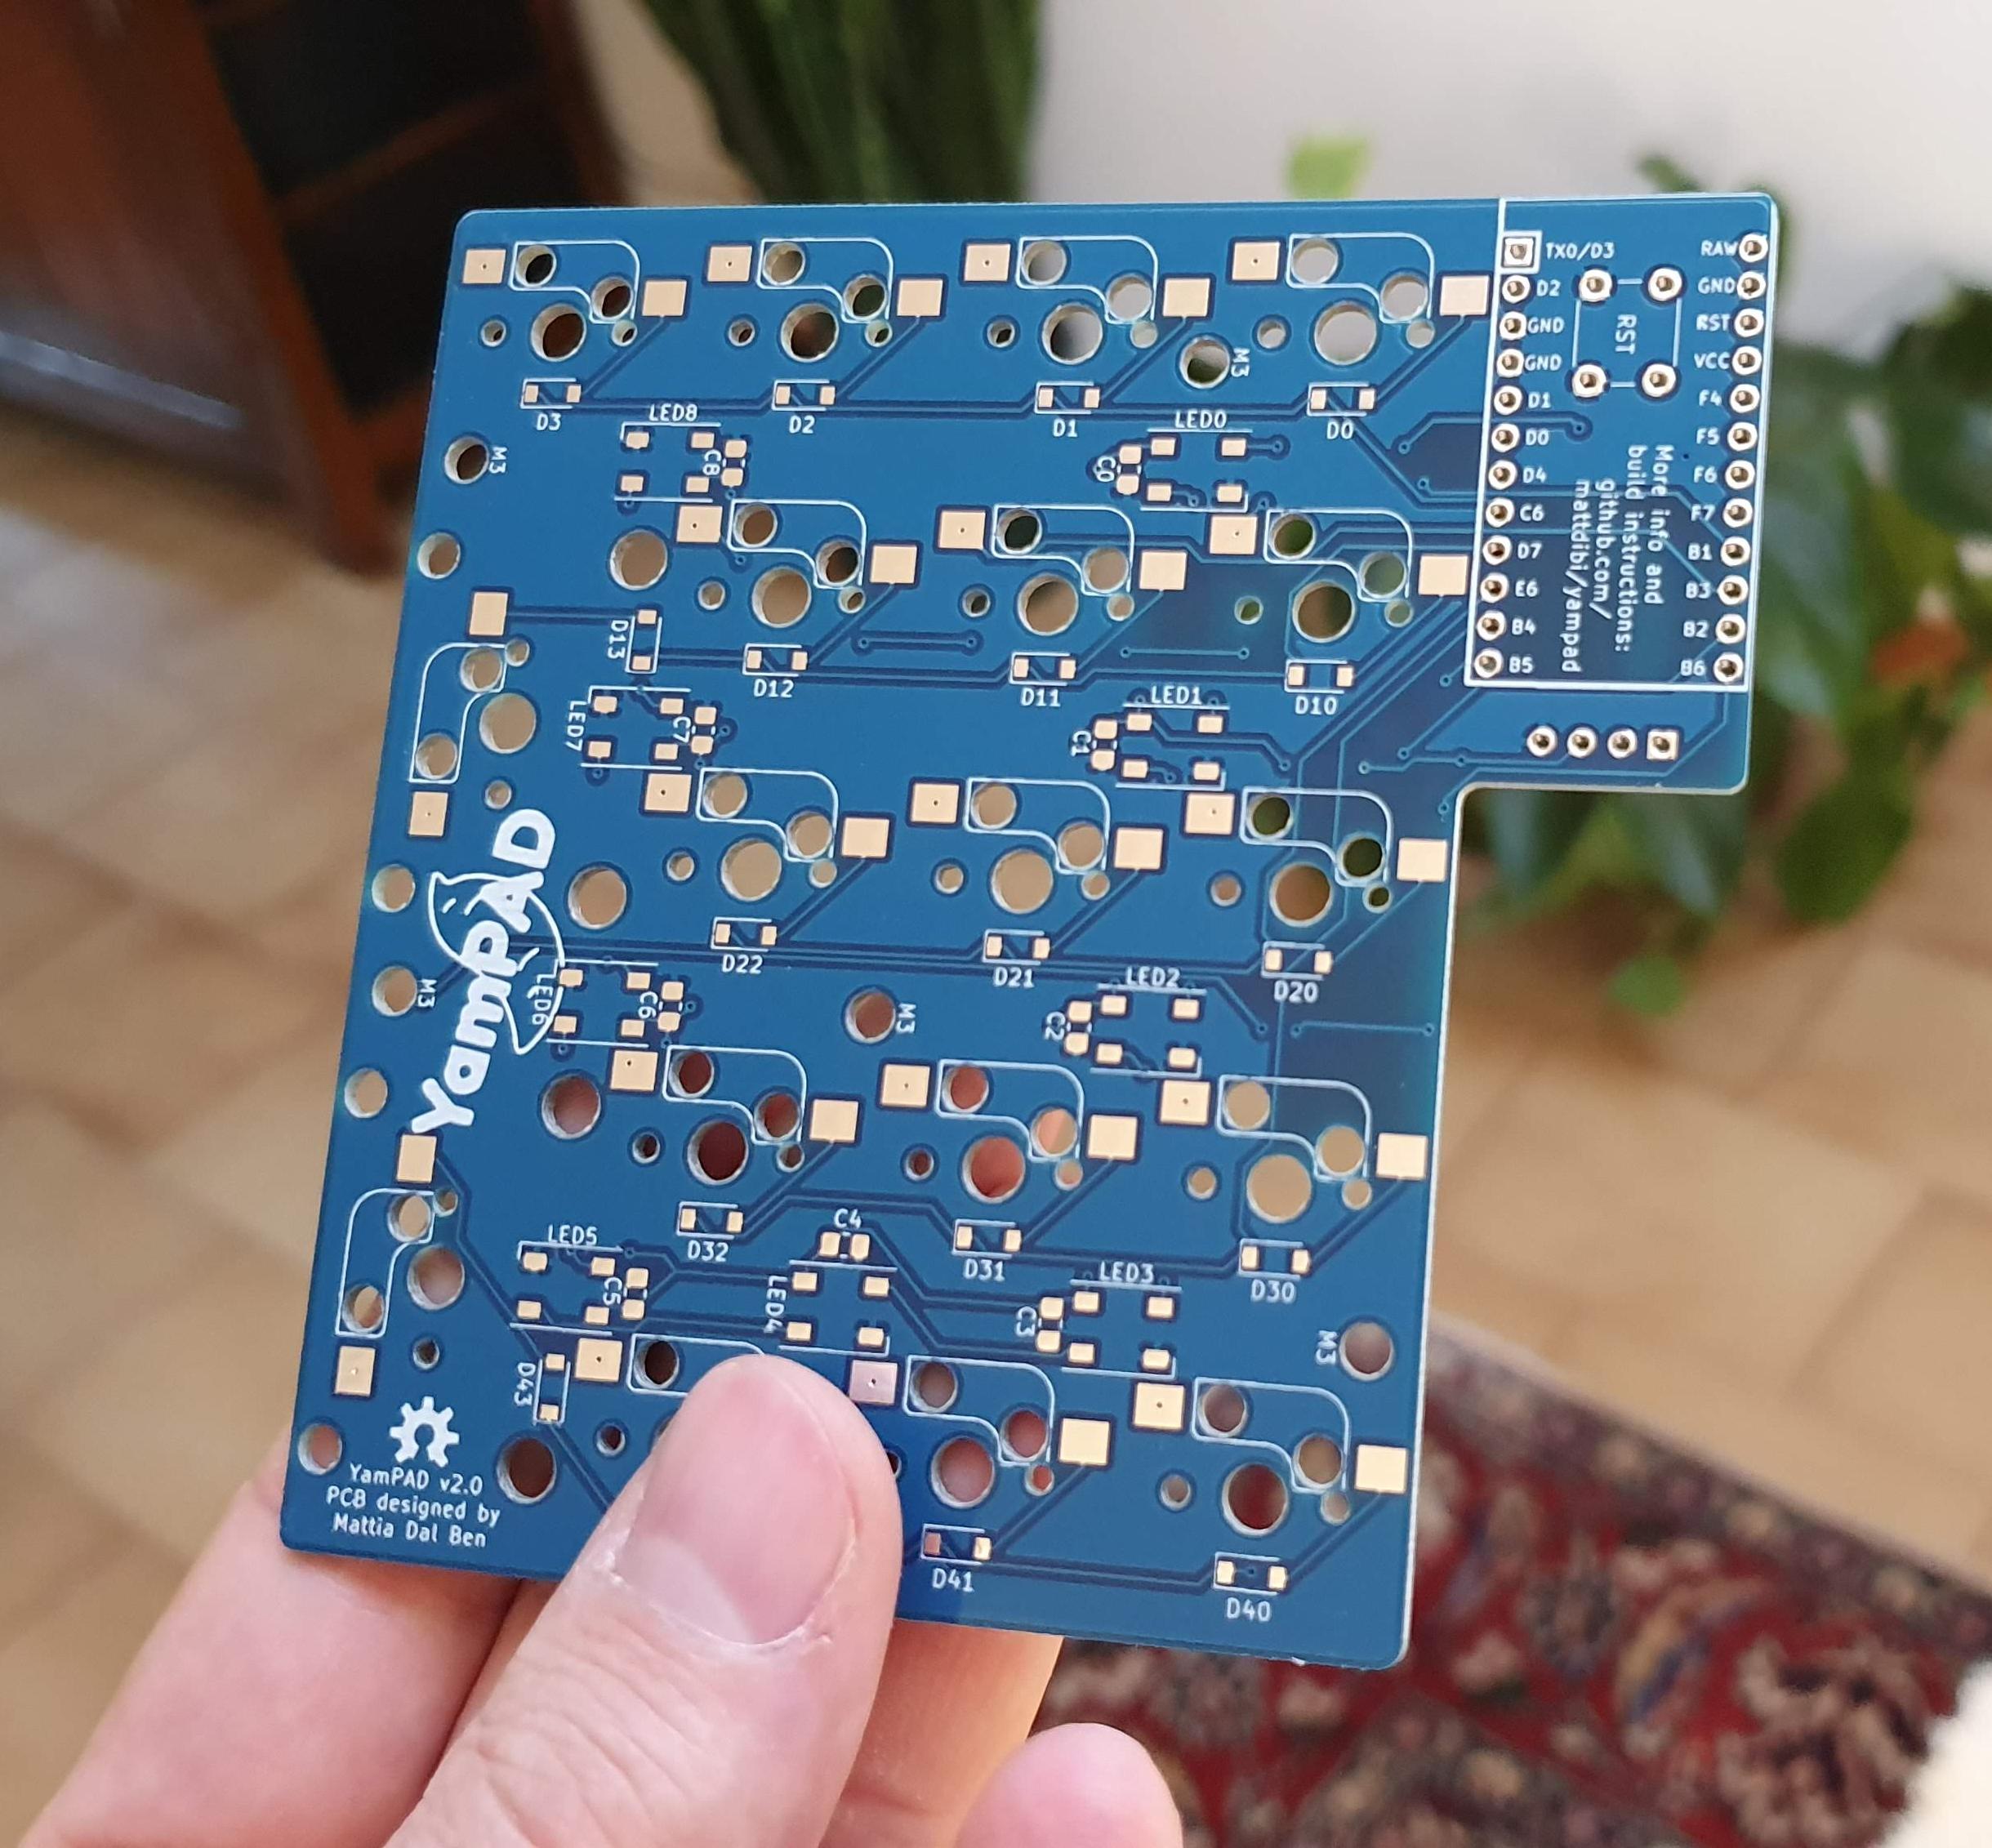 TX0/D3
RAW
D2
GND
GND
RST
RST
GND
VCC
D1
F4
D0
F5
D4
F6
C6
F7
D7
B1
E6
B3
B4
B2
B5
B6
More info and
build instructions:
github.com/
mattdibi/yampad
D3
D2
D1
D0
M3
LED8
C8
LED0
C0
M3
D13
D12
D11
D10
LED7
C7
LED1
C1
YamPAD
D22
D21
D20
M3
LED6
C6
M3
LED2
C2
D32
D31
D30
LED5
C5
C4
LED4
LED3
C3
M3
D43
YamPAD v2.0
PCB designed by
Mattia Dal Ben
D41
D40